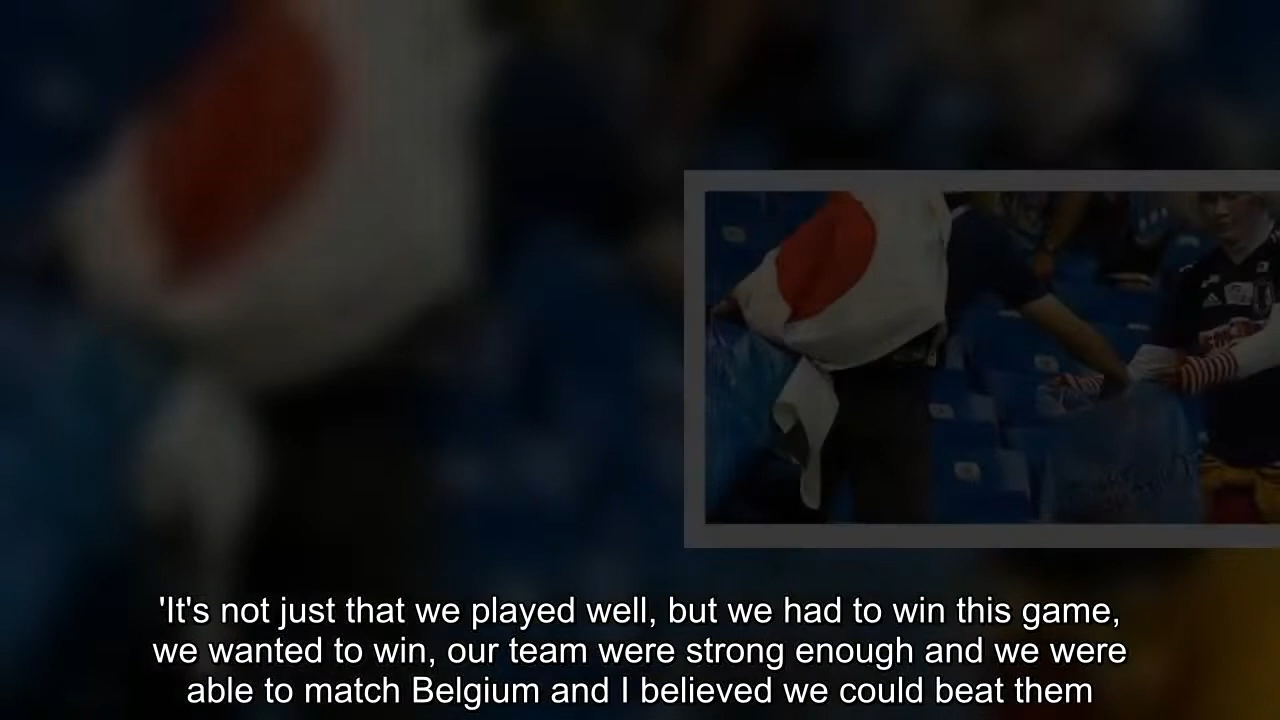 'It's not just that we played well, but we had to win this game,
we wanted to win, our team were strong enough and we were
able to match Belgium and I believed we could beat them